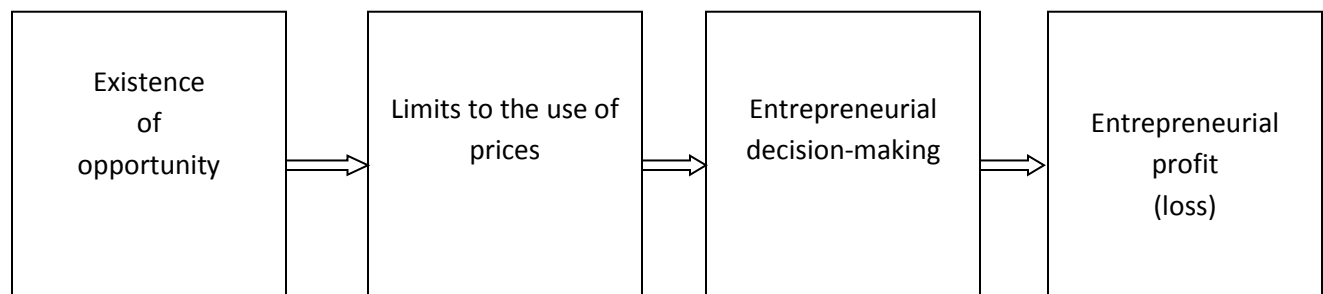 Existence
of
opportunity
Limits to the use of
prices
Entrepreneurial
decision-making
Entrepreneurial
profit
(loss)